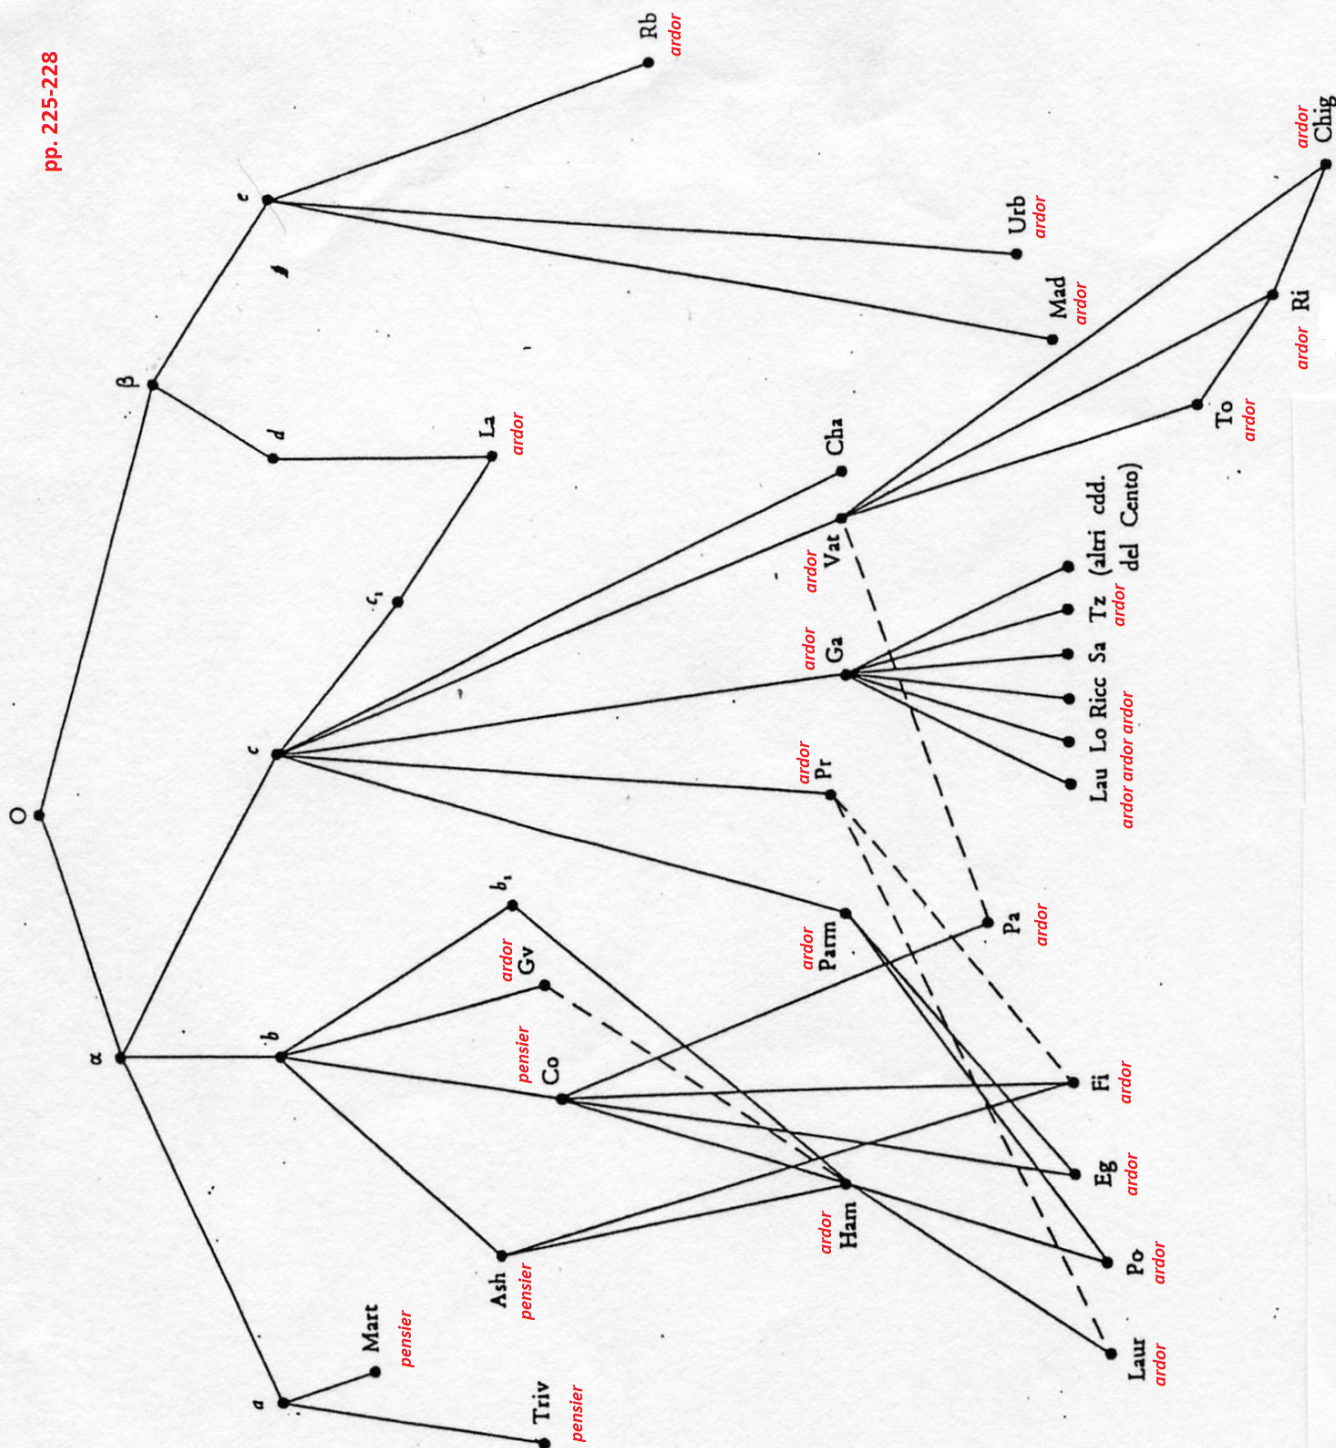 pp. 225-228
O
α
β
a
b
c
d
e
Mart
pensier
Triv
pensier
Ash
pensier
pensier
Co
ardor
Gv
b₁
c₁
La
ardor
Rb
ardor
ardor
Ham
ardor
Parm
ardor
Pr
ardor
Ga
ardor
Vat
Cha
Mad
ardor
Urb
ardor
Laur
ardor
Po
ardor
Eg
ardor
Fi
ardor
Pa
ardor
Lau Lo Ricc Sa Tz (altri cdd.
del Cento)
ardor ardor ardor ardor
To
ardor
ardor Ri
ardor
Chig